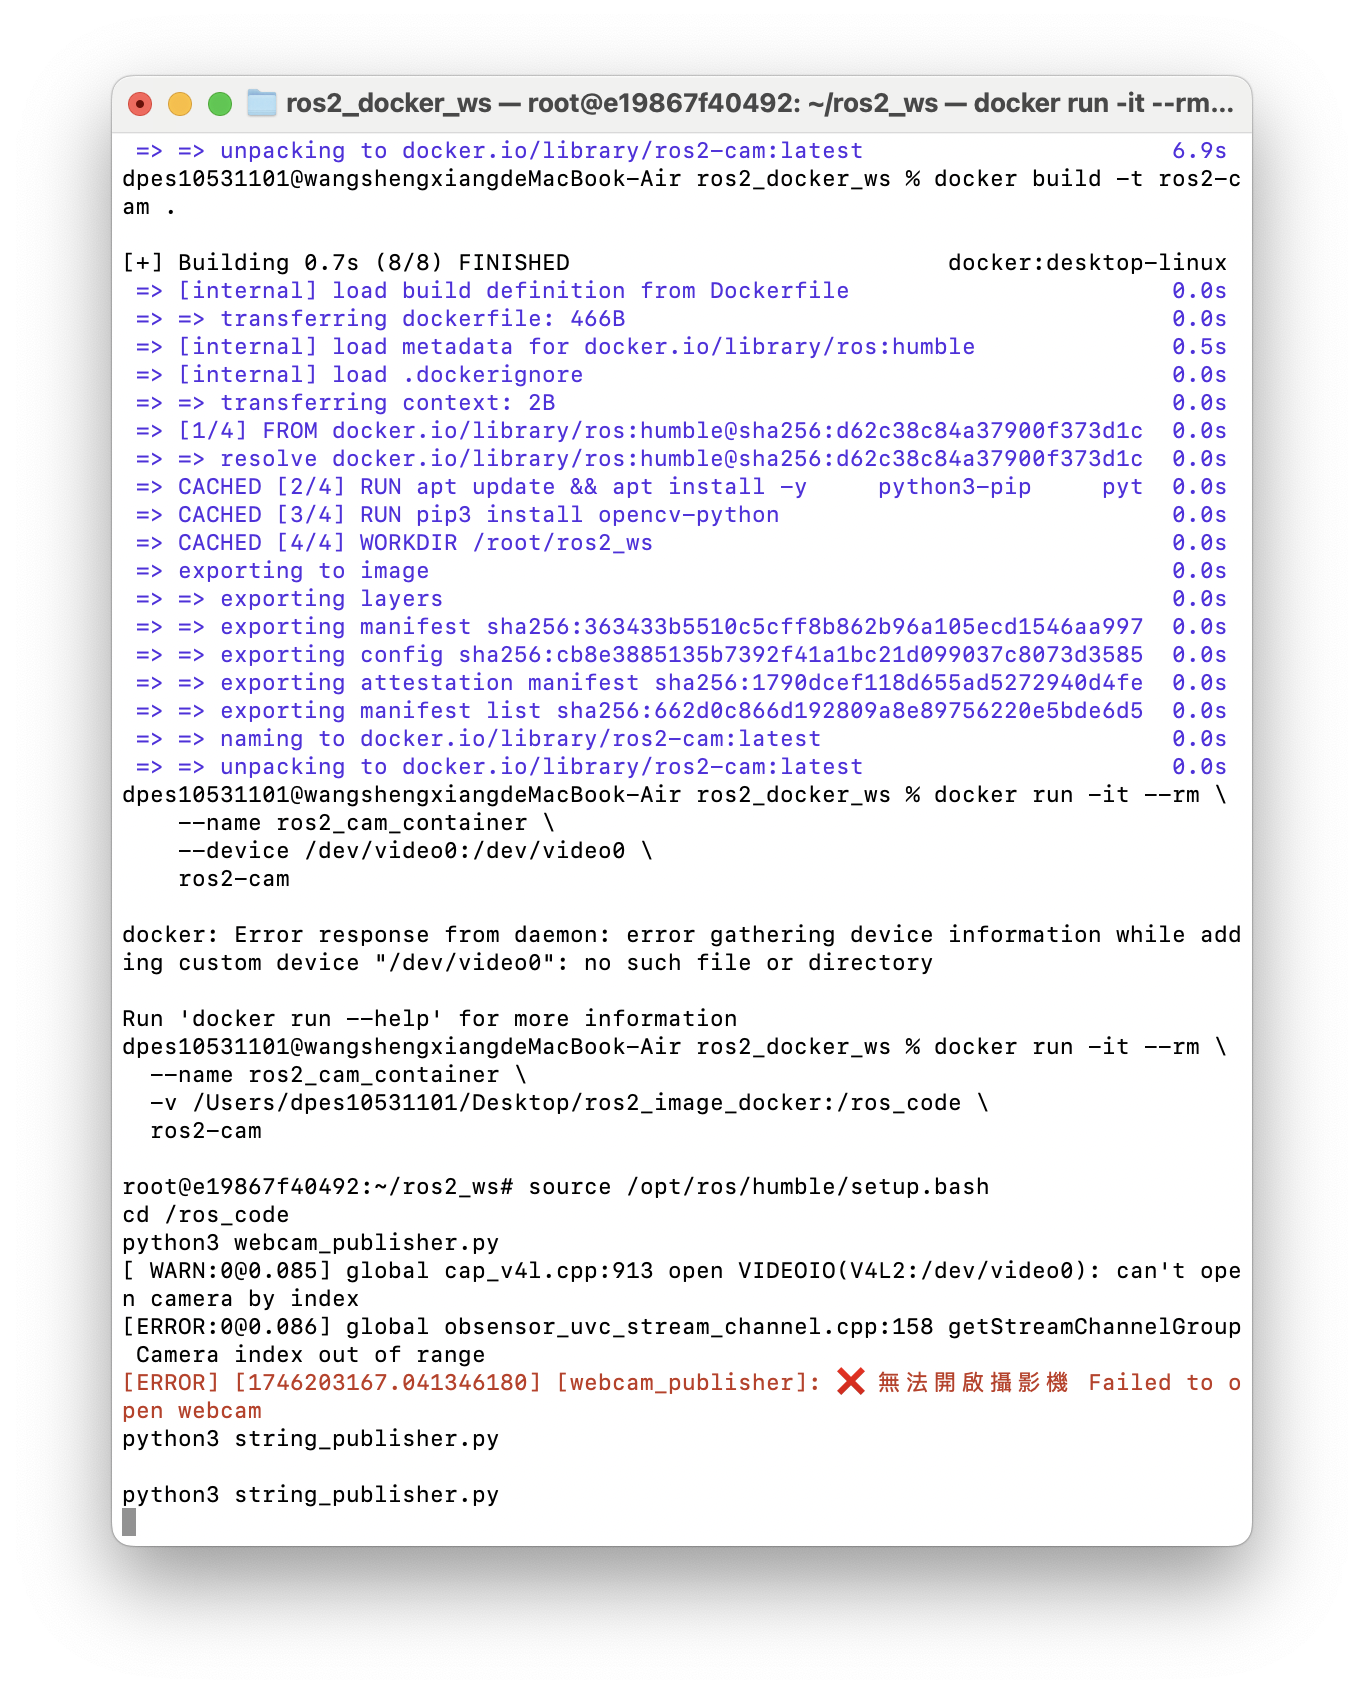 ros2_docker_ws — root@e19867f40492: ~/ros2_ws — docker run -it --rm...
=> => unpacking to docker.io/library/ros2-cam:latest 6.9s
dpes10531101@wangshengxiangdeMacBook-Air ros2_docker_ws % docker build -t ros2-c
am .
[+] Building 0.7s (8/8) FINISHED docker:desktop-linux
=> [internal] load build definition from Dockerfile 0.0s
=> => transferring dockerfile: 466B 0.0s
=> [internal] load metadata for docker.io/library/ros:humble 0.5s
=> [internal] load .dockerignore 0.0s
=> => transferring context: 2B 0.0s
=> [1/4] FROM docker.io/library/ros:humble@sha256:d62c38c84a37900f373d1c 0.0s
=> => resolve docker.io/library/ros:humble@sha256:d62c38c84a37900f373d1c 0.0s
=> CACHED [2/4] RUN apt update && apt install -y python3-pip pyt 0.0s
=> CACHED [3/4] RUN pip3 install opencv-python 0.0s
=> CACHED [4/4] WORKDIR /root/ros2_ws 0.0s
=> exporting to image 0.0s
=> => exporting layers 0.0s
=> => exporting manifest sha256:363433b5510c5cff8b862b96a105ecd1546aa997 0.0s
=> => exporting config sha256:cb8e3885135b7392f41a1bc21d099037c8073d3585 0.0s
=> => exporting attestation manifest sha256:1790dcef118d655ad5272940d4fe 0.0s
=> => exporting manifest list sha256:662d0c866d192809a8e89756220e5bde6d5 0.0s
=> => naming to docker.io/library/ros2-cam:latest 0.0s
=> => unpacking to docker.io/library/ros2-cam:latest 0.0s
dpes10531101@wangshengxiangdeMacBook-Air ros2_docker_ws % docker run -it --rm \
--name ros2_cam_container \
--device /dev/video0:/dev/video0 \
ros2-cam
docker: Error response from daemon: error gathering device information while add
ing custom device "/dev/video0": no such file or directory
Run 'docker run --help' for more information
dpes10531101@wangshengxiangdeMacBook-Air ros2_docker_ws % docker run -it --rm \
--name ros2_cam_container \
-v /Users/dpes10531101/Desktop/ros2_image_docker:/ros_code \
ros2-cam
root@e19867f40492:~/ros2_ws# source /opt/ros/humble/setup.bash
cd /ros_code
python3 webcam_publisher.py
[ WARN:0@0.085] global cap_v4l.cpp:913 open VIDEOIO(V4L2:/dev/video0): can't ope
n camera by index
[ERROR:0@0.086] global obsensor_uvc_stream_channel.cpp:158 getStreamChannelGroup
Camera index out of range
[ERROR] [1746203167.041346180] [webcam_publisher]: ❌ 無法開啟攝影機 Failed to o
pen webcam
python3 string_publisher.py
python3 string_publisher.py